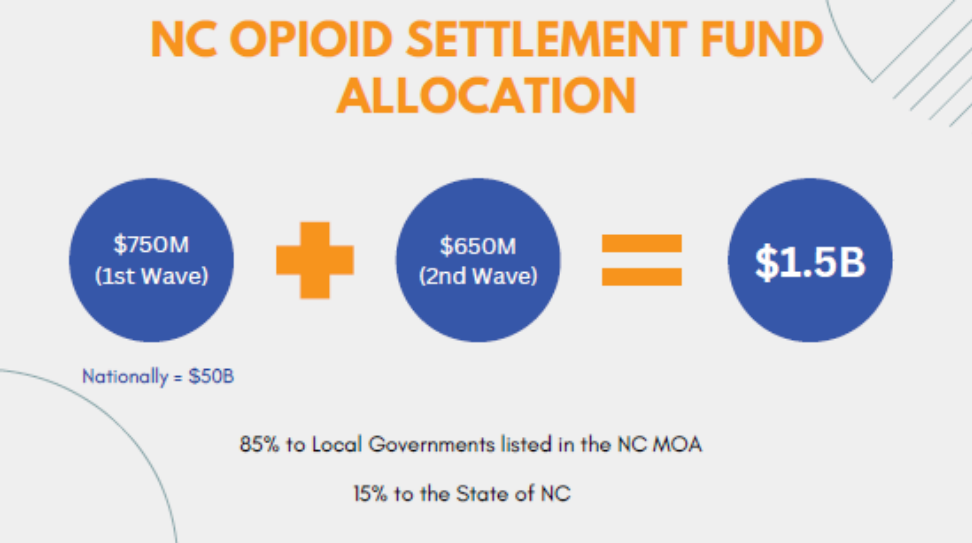 NC OPIOID SETTLEMENT FUND
ALLOCATION
$750M
(1st Wave)
$650M
(2nd Wave)
$1.5B
Nationally = $50B
85% to Local Governments listed in the NC MOA
15% to the State of NC